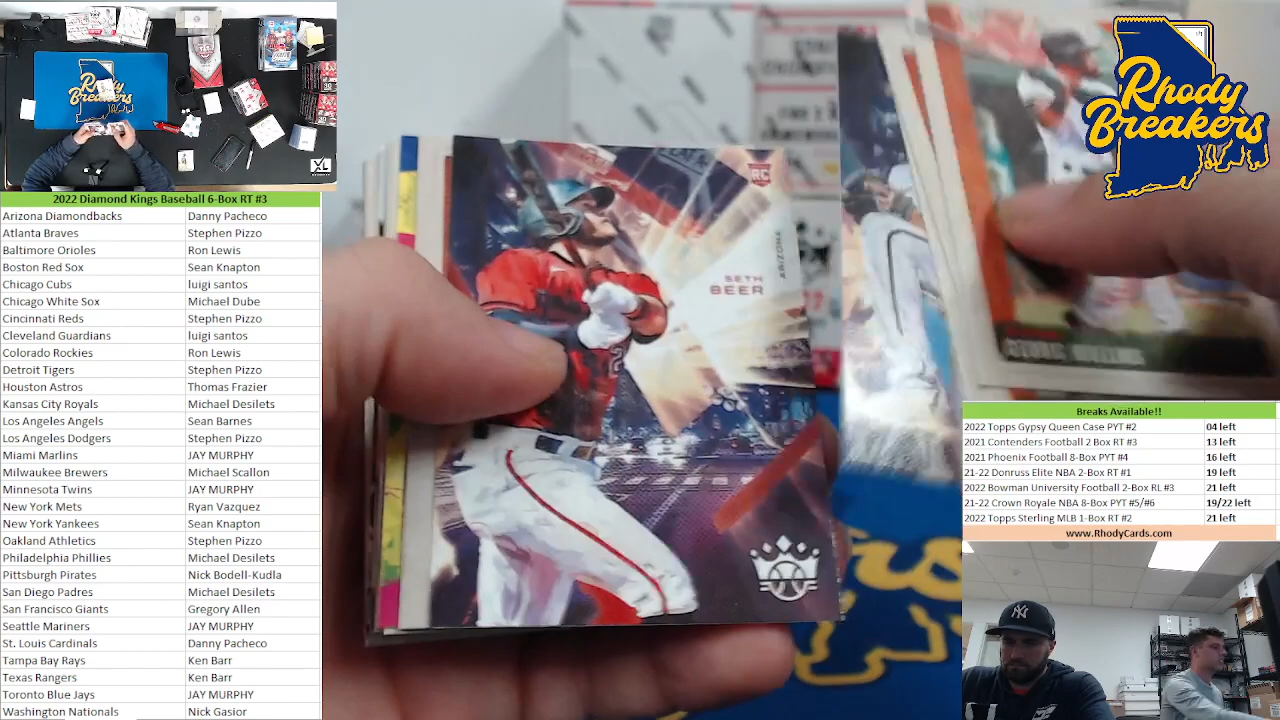 2022 Diamond Kings Baseball 6-Box RT #3
Arizona Diamondbacks Danny Pacheco
Atlanta Braves Stephen Pizzo
Baltimore Orioles Ron Lewis
Boston Red Sox Sean Knapton
Chicago Cubs luigi santos
Chicago White Sox Michael Dube
Cincinnati Reds Stephen Pizzo
Cleveland Guardians luigi santos
Colorado Rockies Ron Lewis
Detroit Tigers Stephen Pizzo
Houston Astros Thomas Frazier
Kansas City Royals Michael Desilets
Los Angeles Angels Sean Barnes
Los Angeles Dodgers Stephen Pizzo
Miami Marlins JAY MURPHY
Milwaukee Brewers Michael Scallon
Minnesota Twins JAY MURPHY
New York Mets Ryan Vazquez
New York Yankees Sean Knapton
Oakland Athletics Stephen Pizzo
Philadelphia Phillies Michael Desilets
Pittsburgh Pirates Nick Bodell-Kudla
San Diego Padres Michael Desilets
San Francisco Giants Gregory Allen
Seattle Mariners JAY MURPHY
St. Louis Cardinals Danny Pacheco
Tampa Bay Rays Ken Barr
Texas Rangers Ken Barr
Toronto Blue Jays JAY MURPHY
Washington Nationals Nick Gasior
Rhody
Breakers
XL
RC
SETH
BEER
ARIZONA
Rhody
Breakers
Breaks Available!!
2022 Topps Gypsy Queen Case PYT #2 04 left
2021 Contenders Football 2 Box RT #3 13 left
2021 Phoenix Football 8-Box PYT #4 16 left
21-22 Donruss Elite NBA 2-Box RT #1 19 left
2022 Bowman University Football 2-Box RL #3 21 left
21-22 Crown Royale NBA 8-Box PYT #5/#6 19/22 left
2022 Topps Sterling MLB 1-Box RT #2 21 left
www.RhodyCards.com